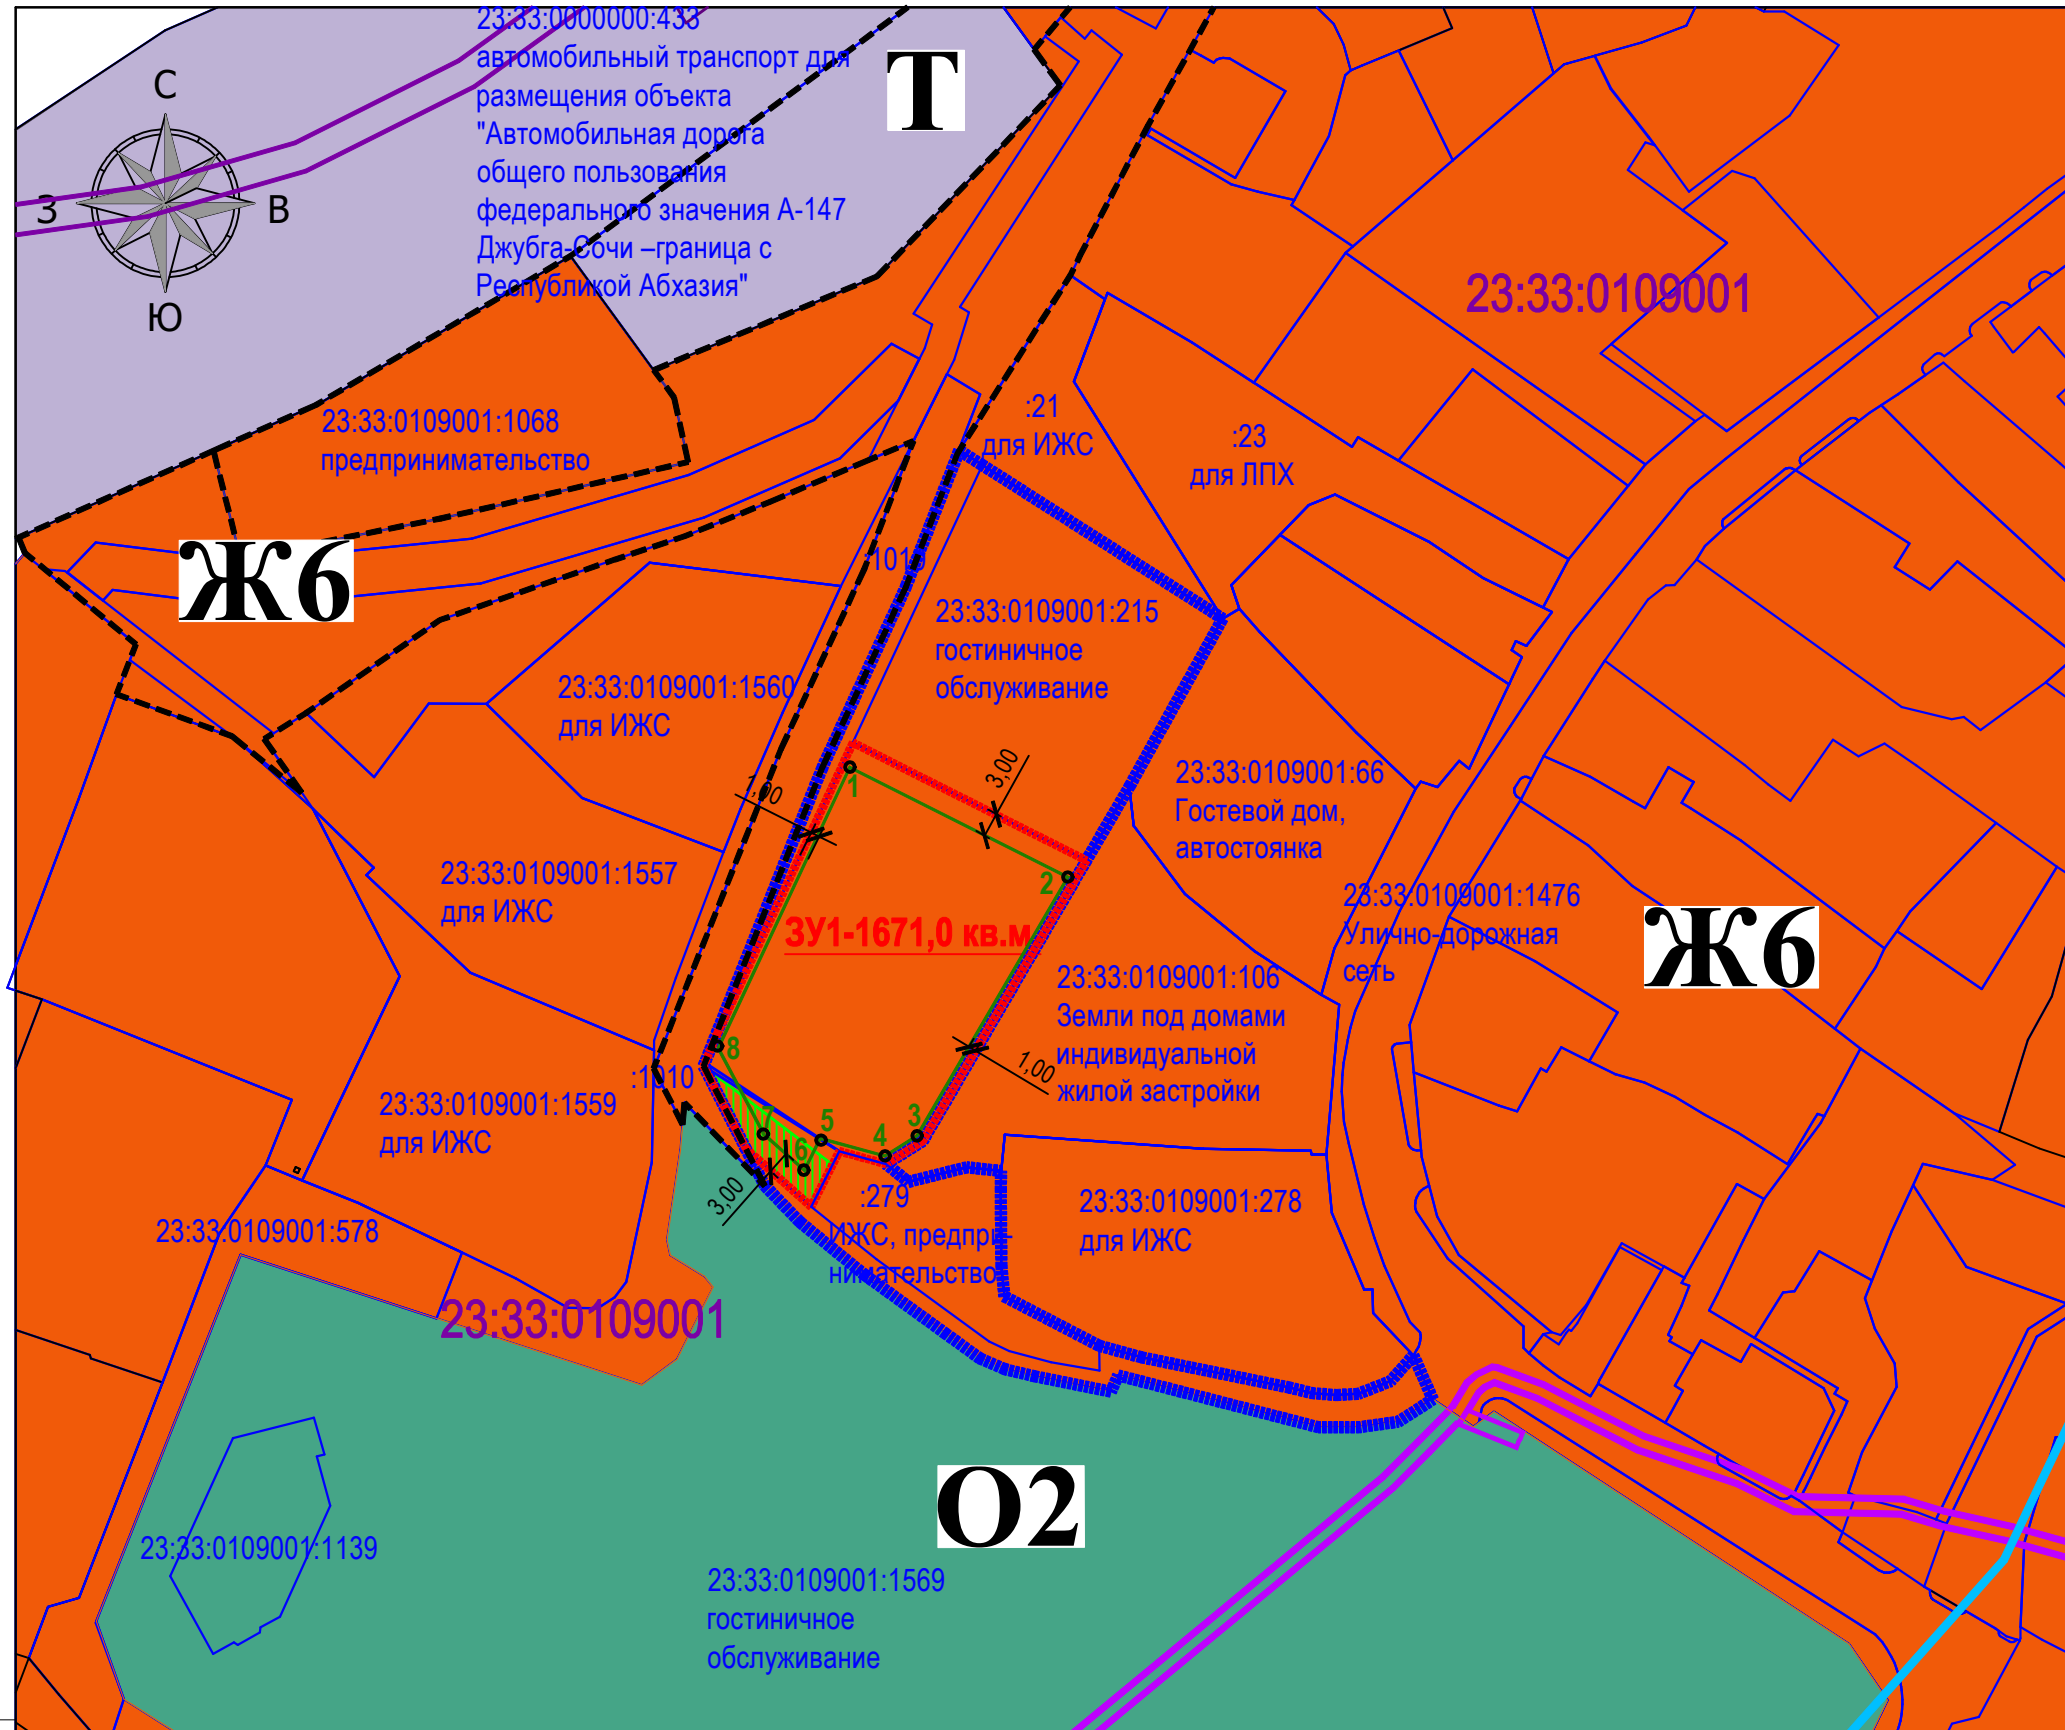 23:33:0000000:433
автомобильный транспорт для
размещения объекта
"Автомобильная дорога
общего пользования
федерального значения А-147
Джубга-Сочи –граница с
Республикой Абхазия"
Т
С
З
В
Ю
23:33:0109001
23:33:0109001:1068
предпринимательство
:21
для ИЖС
:23
для ЛПХ
Ж6
:1010
23:33:0109001:215
гостиничное
обслуживание
23:33:0109001:1560
для ИЖС
1,00
3,00
1
2
23:33:0109001:66
Гостевой дом,
автостоянка
23:33:0109001:1557
для ИЖС
23:33:0109001:1476
Улично-дорожная
сеть
Ж6
ЗУ1-1671,0 кв.м
23:33:0109001:106
Земли под домами
индивидуальной
жилой застройки
1,00
8
:1010
23:33:0109001:1559
для ИЖС
7
5
6
4
3
3,00
:279
ИЖС, предпри-
нимательство
23:33:0109001:278
для ИЖС
23:33:0109001:578
23:33:0109001
О2
23:33:0109001:1139
23:33:0109001:1569
гостиничное
обслуживание